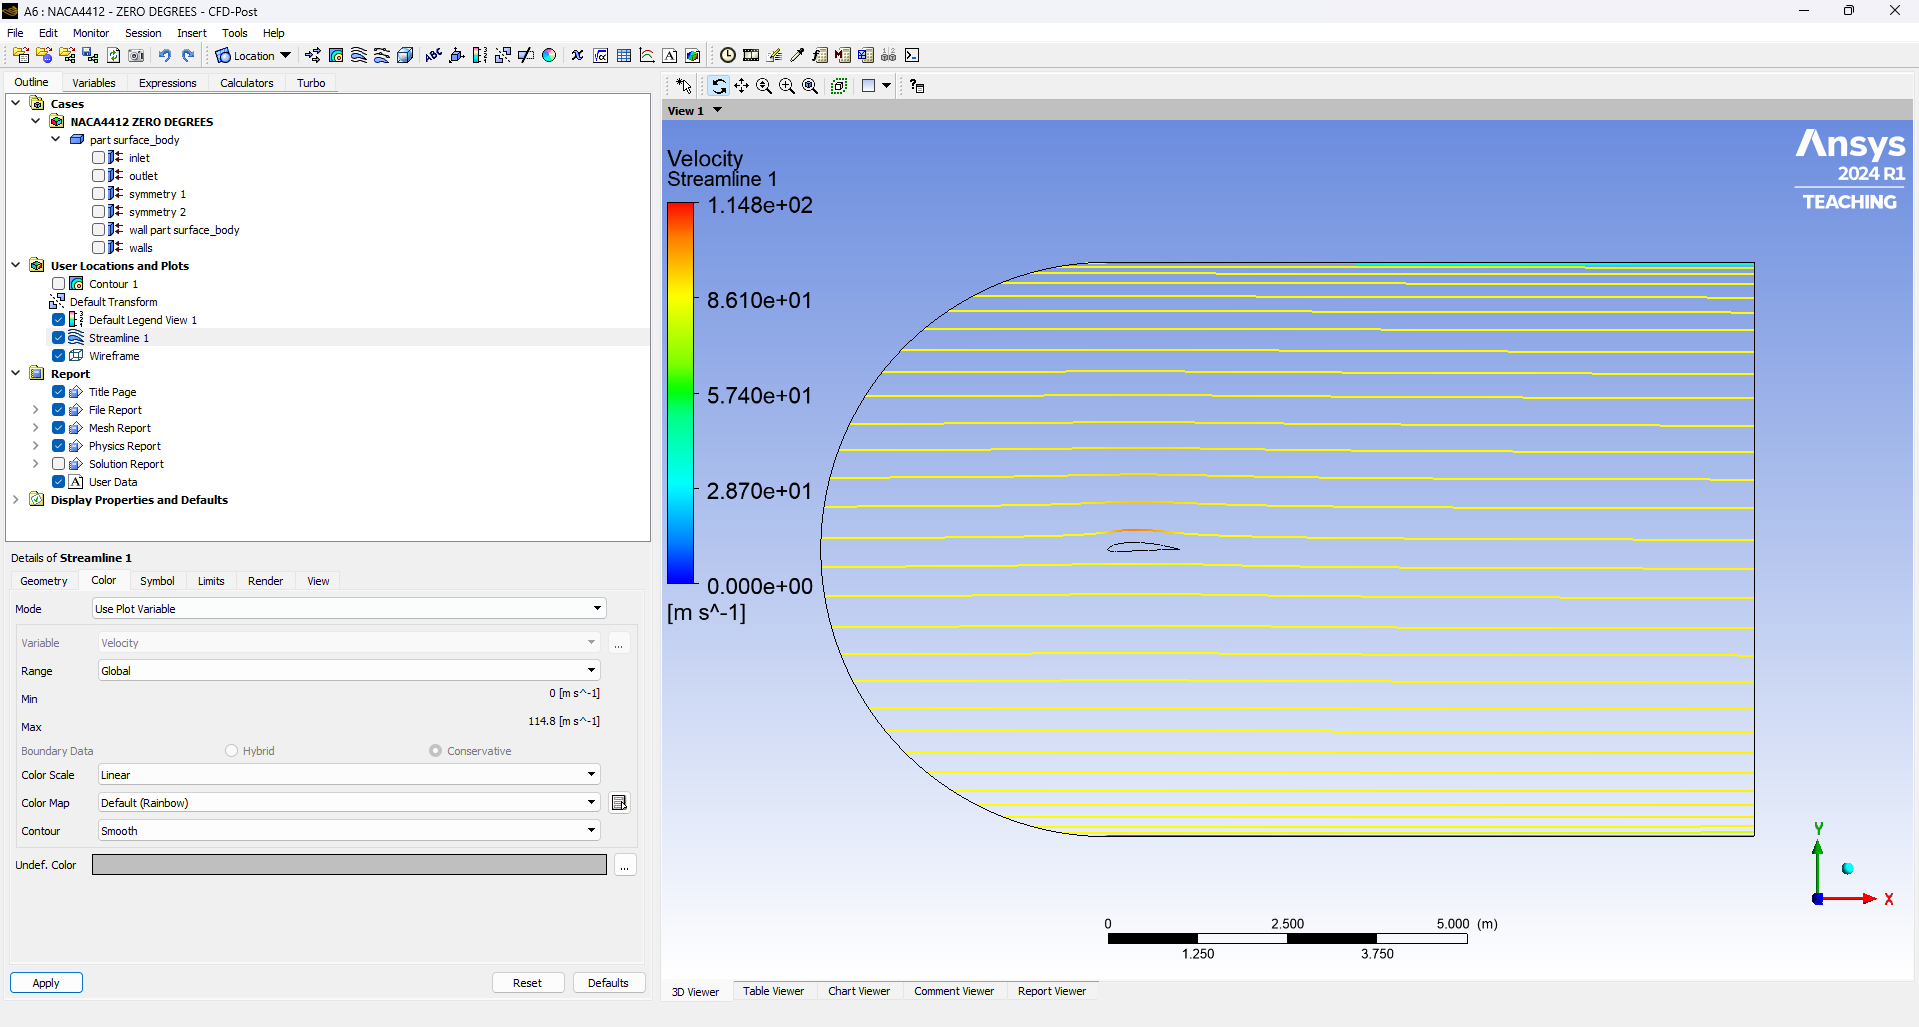 A6 : NACA4412 - ZERO DEGREES - CFD-Post
File Edit Monitor Session Insert Tools Help
Location
Outline Variables Expressions Calculators Turbo
Cases
NACA4412 ZERO DEGREES
part surface_body
inlet
outlet
symmetry 1
symmetry 2
wall part surface_body
walls
User Locations and Plots
Contour 1
Default Transform
Default Legend View 1
Streamline 1
Wireframe
Report
Title Page
File Report
Mesh Report
Physics Report
Solution Report
User Data
Display Properties and Defaults
Details of Streamline 1
Geometry Color Symbol Limits Render View
Mode Use Plot Variable
Variable Velocity ...
Range Global
Min 0 [m s^-1]
Max 114.8 [m s^-1]
Boundary Data Hybrid Conservative
Color Scale Linear
Color Map Default (Rainbow)
Contour Smooth
Undef. Color ...
Apply Reset Defaults
View 1
Velocity
Streamline 1
1.148e+02
8.610e+01
5.740e+01
2.870e+01
0.000e+00
[m s^-1]
Ansys
2024 R1
TEACHING
Y
X
0 2.500 5.000 (m)
1.250 3.750
3D Viewer Table Viewer Chart Viewer Comment Viewer Report Viewer